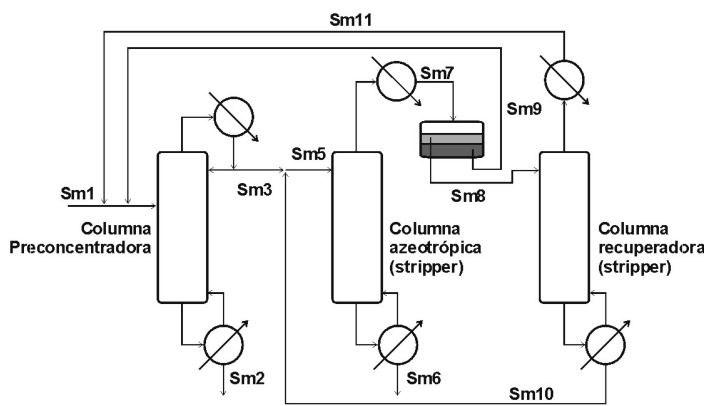 Sm11
Sm7
Sm9
Sm1
Sm5
Sm3
Sm8
Columna
Preconcentradora
Columna
azeotrópica
(stripper)
Columna
recuperadora
(stripper)
Sm2
Sm6
Sm10